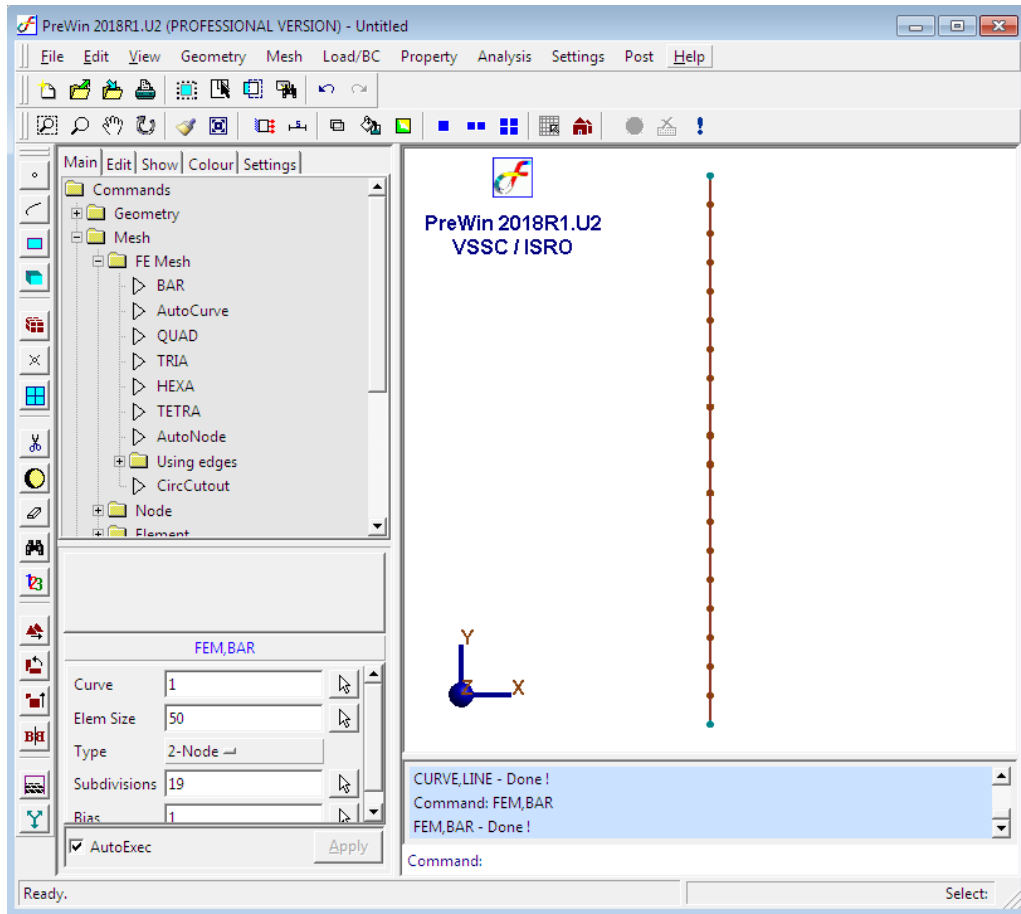 PreWin 2018R1.U2 (PROFESSIONAL VERSION) - Untitled
File Edit View Geometry Mesh Load/BC Property Analysis Settings Post Help
Main Edit Show Colour Settings
Commands
Geometry
Mesh
FE Mesh
BAR
AutoCurve
QUAD
TRIA
HEXA
TETRA
AutoNode
Using edges
CircCutout
Node
Element
123
B B
FEM,BAR
Curve 1
Elem Size 50
Type 2-Node
Subdivisions 19
Bias 1
AutoExec Apply
PreWin 2018R1.U2
VSSC / ISRO
Y
Z X
CURVE,LINE - Done !
Command: FEM,BAR
FEM,BAR - Done !
Command:
Ready. Select: